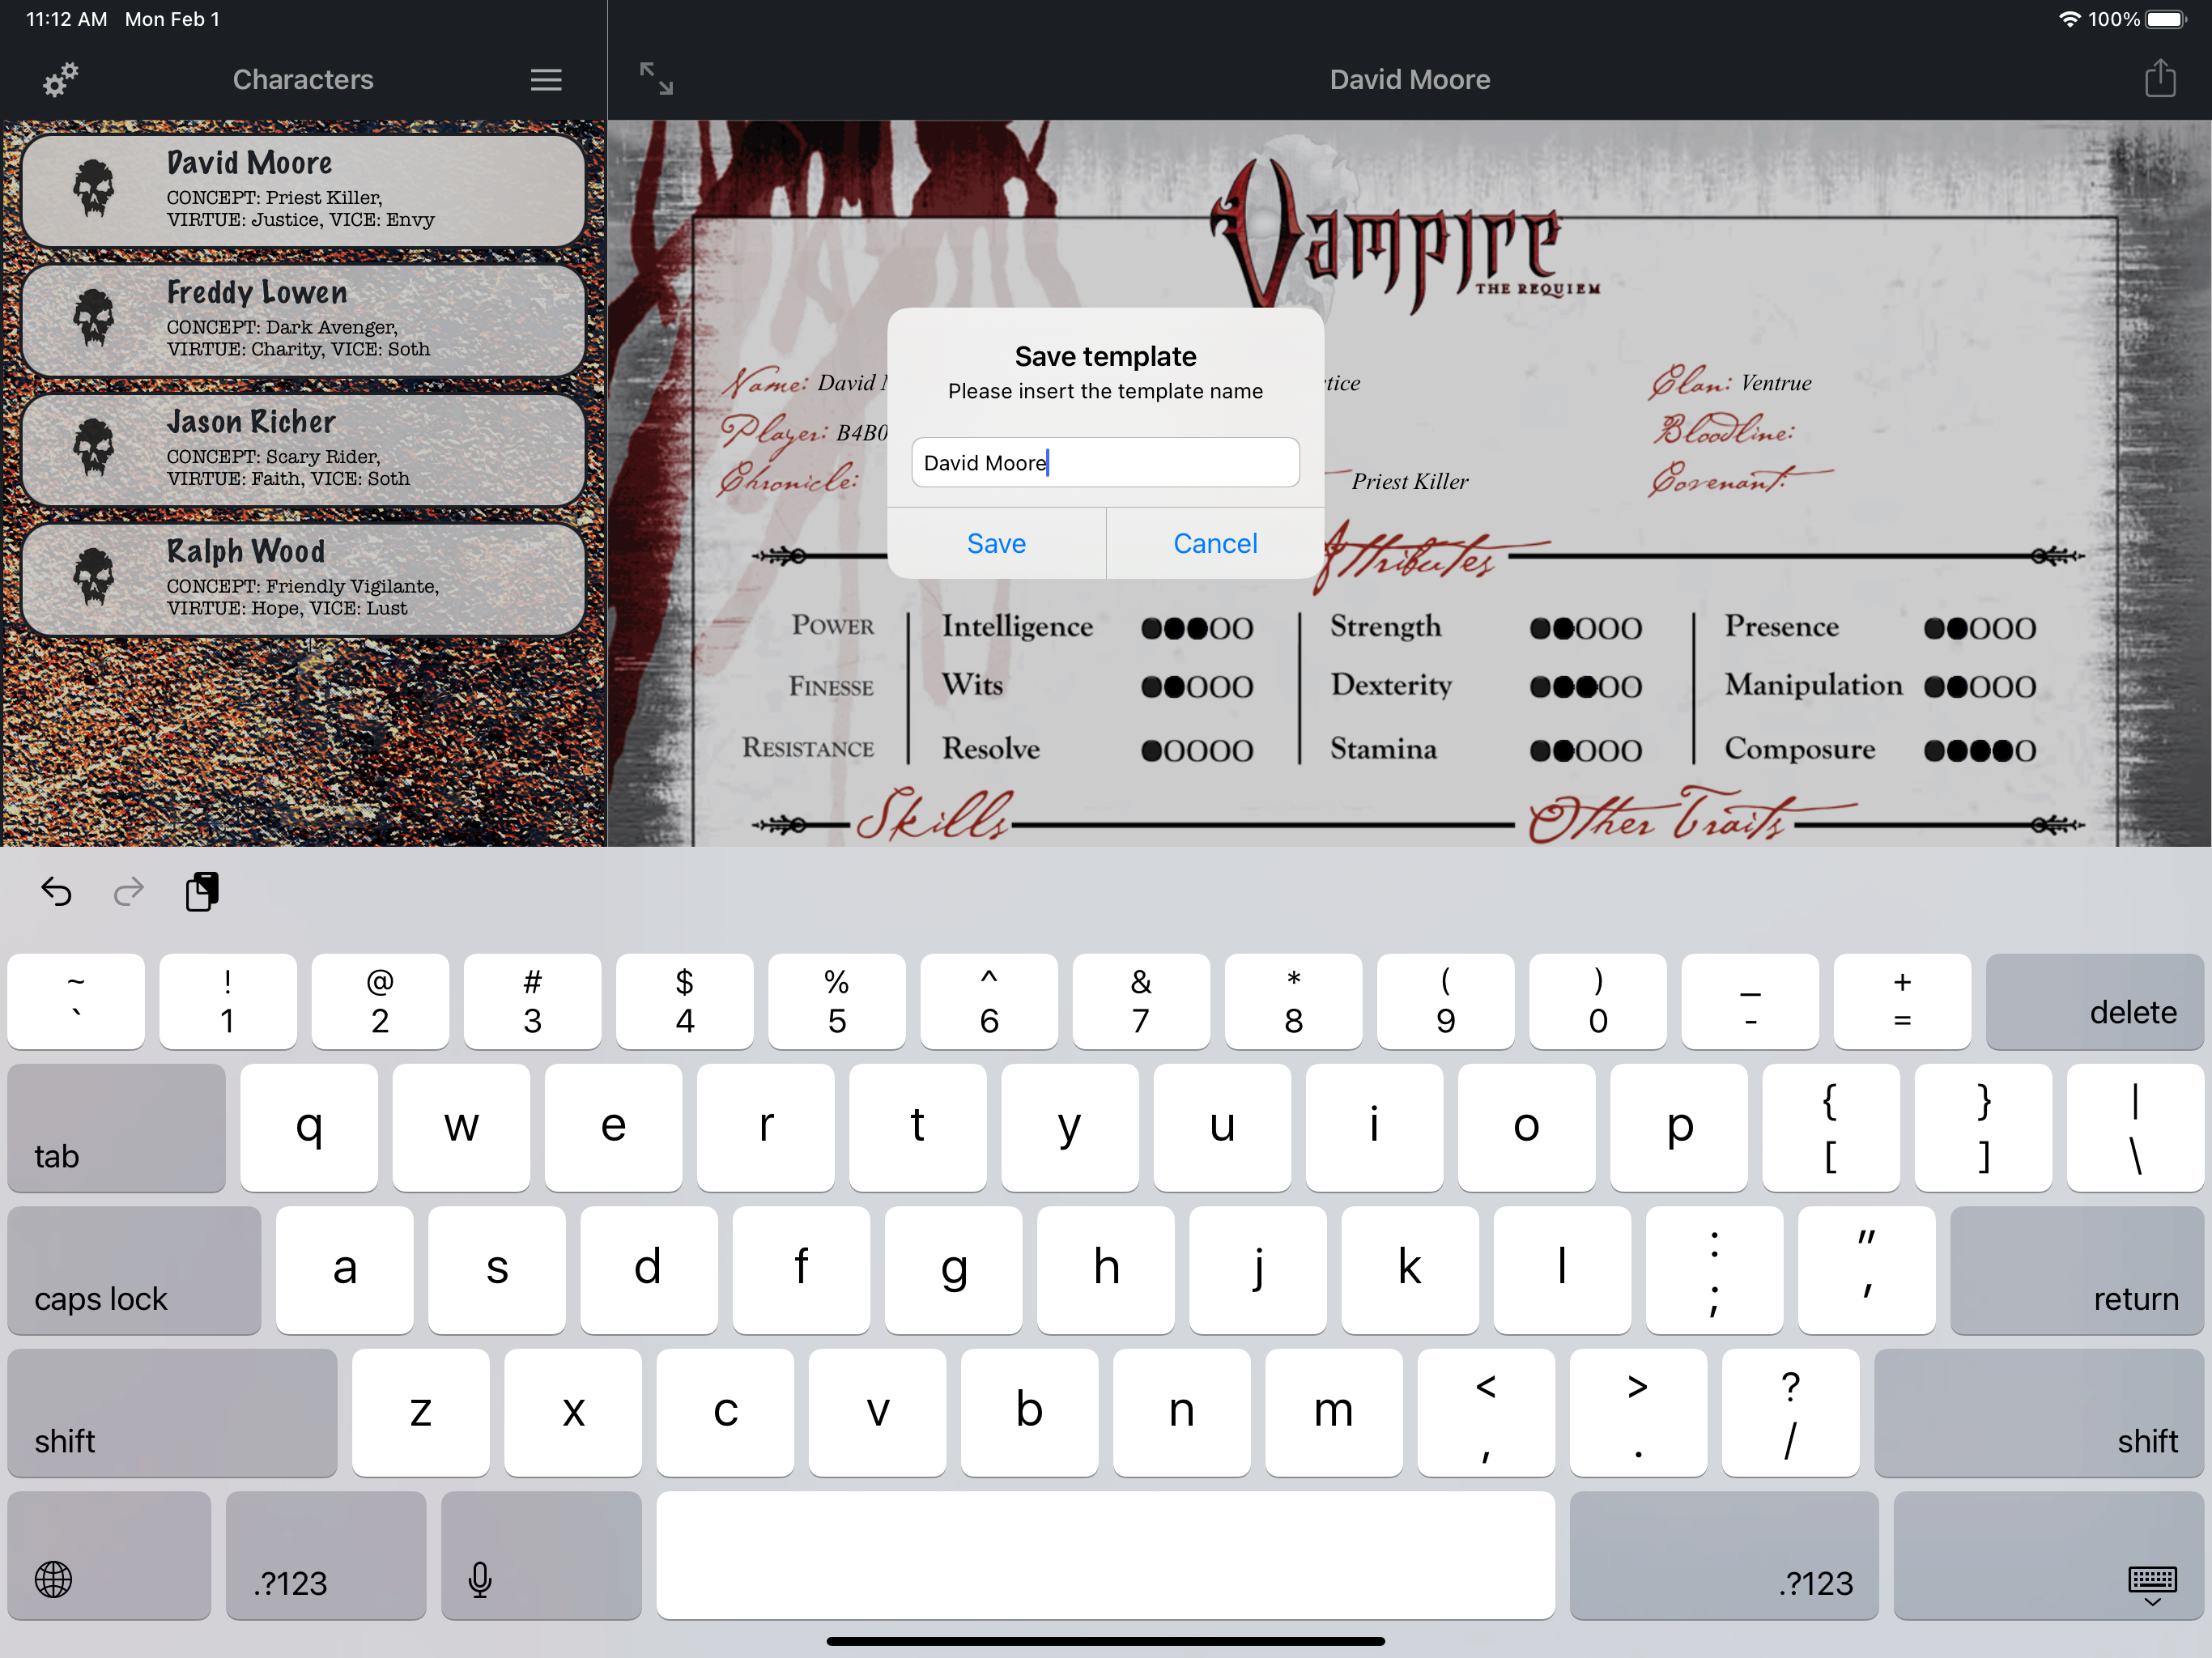 11:12 AM Mon Feb 1
100%
Characters
David Moore
David Moore
CONCEPT: Priest Killer,
VIRTUE: Justice, VICE: Envy
Freddy Lowen
CONCEPT: Dark Avenger,
VIRTUE: Charity, VICE: Soth
Jason Richer
CONCEPT: Scary Rider,
VIRTUE: Faith, VICE: Soth
Ralph Wood
CONCEPT: Friendly Vigilante,
VIRTUE: Hope, VICE: Lust
Vampire
THE REQUIEM
Name: David
Clan: Ventrue
Player: B4B0
Bloodline:
Chronicle:
Priest Killer
Covenant:
Save template
Please insert the template name
David Moore
Save Cancel
Attributes
POWER Intelligence Strength Presence
FINESSE Wits Dexterity Manipulation
RESISTANCE Resolve Stamina Composure
Skills Other Traits
~ ! @ # $ % ^ & * ( ) _ +
` 1 2 3 4 5 6 7 8 9 0 - = delete
tab q w e r t y u i o p { [ } ] | \
caps lock a s d f g h j k l : ; " ' return
shift z x c v b n m < , > . ? / shift
.?123 .?123